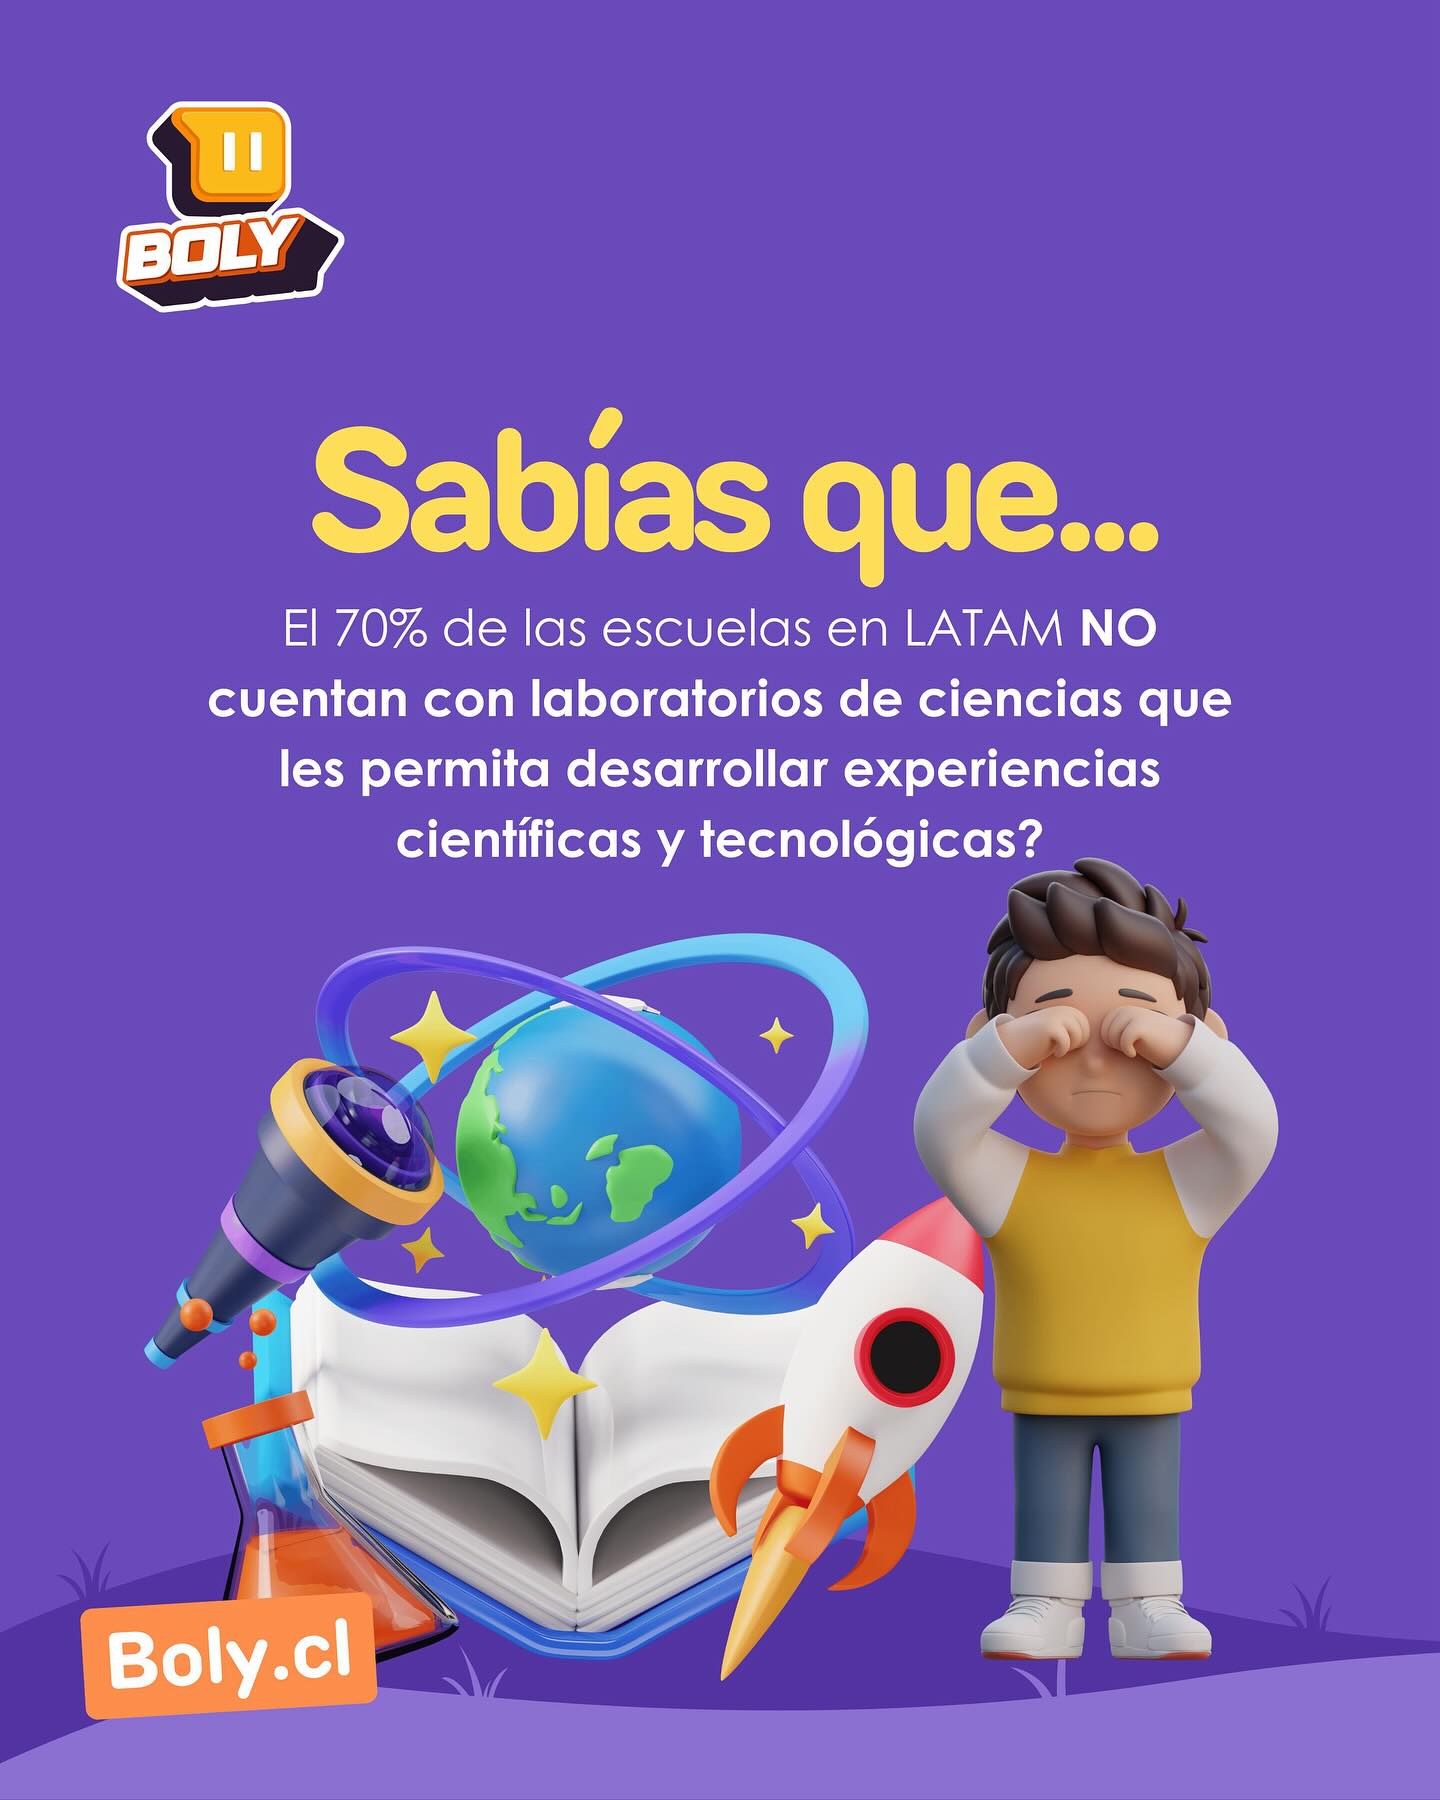 BOLY
Sabías que...
El 70% de las escuelas en LATAM NO
cuentan con laboratorios de ciencias que
les permita desarrollar experiencias
científicas y tecnológicas?
Boly.cl